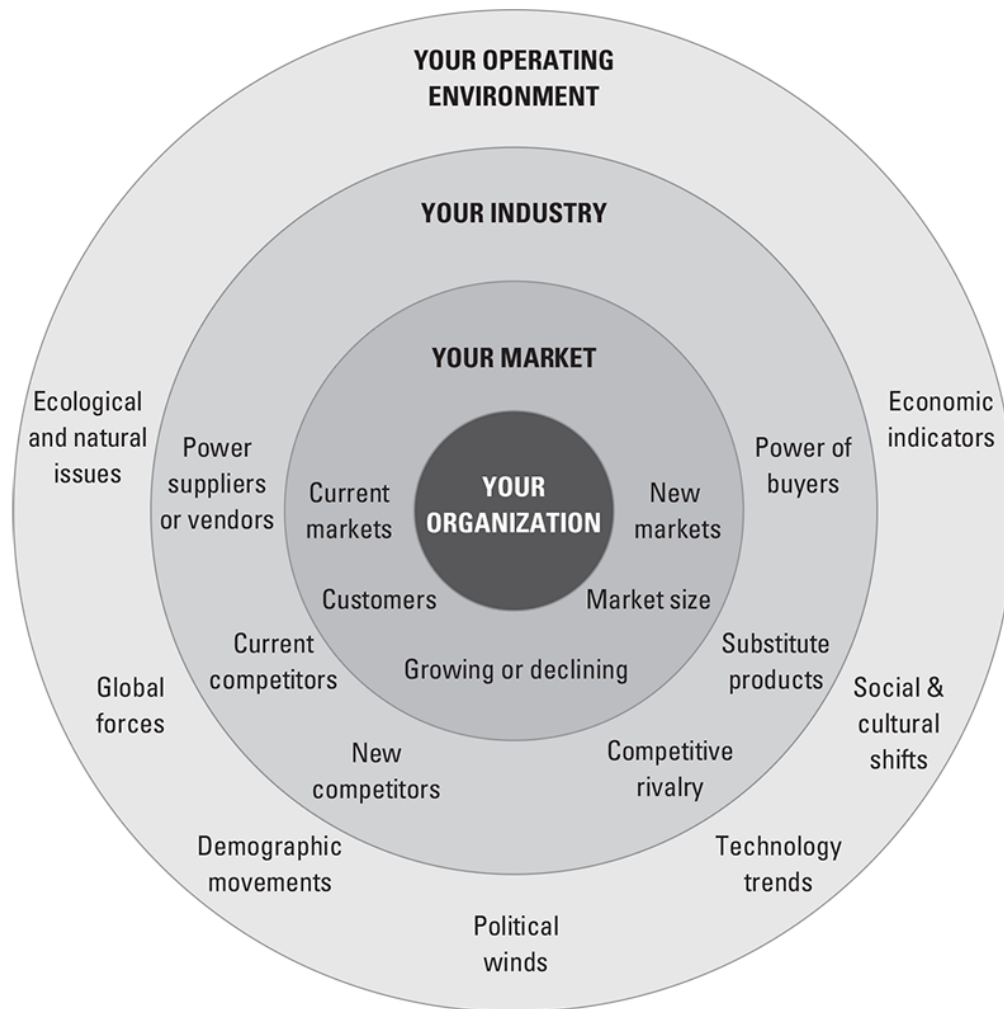 YOUR OPERATING
ENVIRONMENT
YOUR INDUSTRY
YOUR MARKET
YOUR
ORGANIZATION
Current
markets
Customers
Growing or declining
Market size
New
markets
Power
suppliers
or vendors
Current
competitors
New
competitors
Competitive
rivalry
Substitute
products
Power of
buyers
Ecological
and natural
issues
Global
forces
Demographic
movements
Political
winds
Technology
trends
Social &
cultural
shifts
Economic
indicators